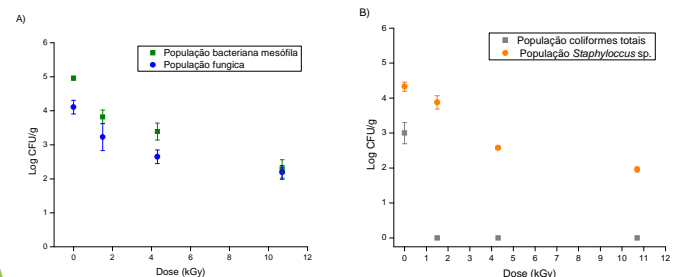 A)
População bacteriana mesófila
População fungica
Log CFU/g
6
5
4
3
2
1
0
0 2 4 6 8 10 12
Dose (kGy)
B)
População coliformes totais
População Staphyloccus sp.
Log CFU/g
6
5
4
3
2
1
0
0 1 2 3 4 5 6 7 8 9 10 11 12
Dose (kGy)